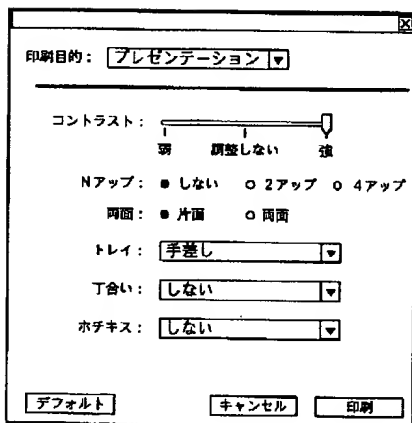 印刷目的: プレゼンテーション
コントラスト:
弱 調整しない 強
Nアップ: しない 2アップ 4アップ
両面: 片面 両面
トレイ: 手差し
丁合い: しない
ホチキス: しない
デフォルト キャンセル 印刷